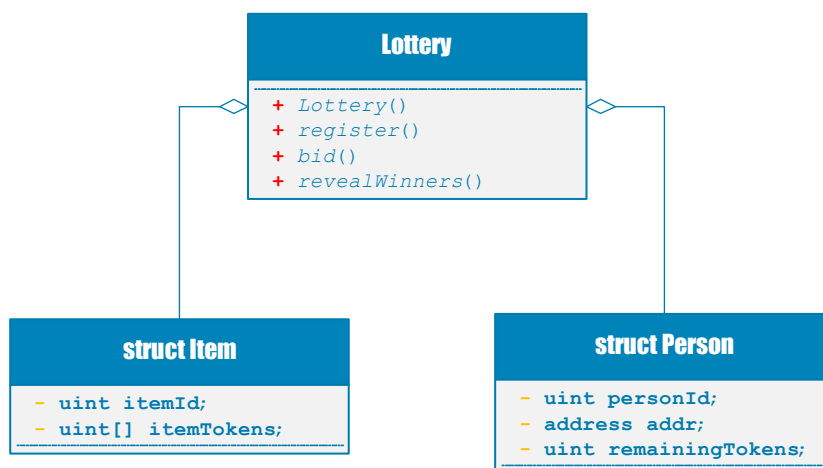 Lottery
+ Lottery()
+ register()
+ bid()
+ revealWinners()
struct Item
- uint itemId;
- uint[] itemTokens;
struct Person
- uint personId;
- address addr;
- uint remainingTokens;